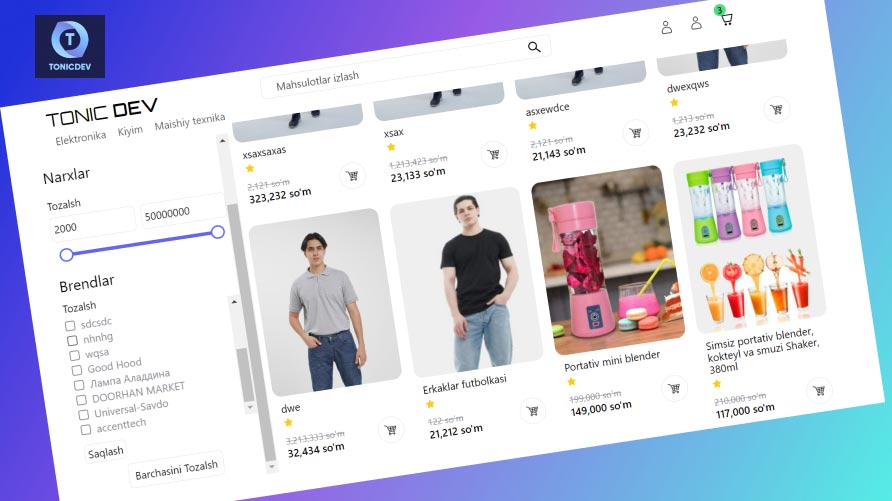 T
TONICDEV
TONIC DEV
Mahsulotlar izlash
3
Elektronika Kiyim Maishiy texnika
Narxlar
Tozalsh
2000
50000000
Brendlar
Tozalsh
sdcsdc
nhnhg
wqsa
Good Hood
Лампа Аладдина
DOORHAN MARKET
Universal-Savdo
accenttech
Saqlash
Barchasini Tozalsh
xsaxsaxas
2,121 so'm
323,232 so'm
xsax
1,213,423 so'm
23,133 so'm
asxewdce
2,121 so'm
21,143 so'm
dwexqws
1,213 so'm
23,232 so'm
dwe
3,213,333 so'm
32,434 so'm
Erkaklar futbolkasi
122 so'm
21,212 so'm
Portativ mini blender
199,000 so'm
149,000 so'm
Simsiz portativ blender,
kokteyl va smuzi Shaker,
380ml
210,000 so'm
117,000 so'm